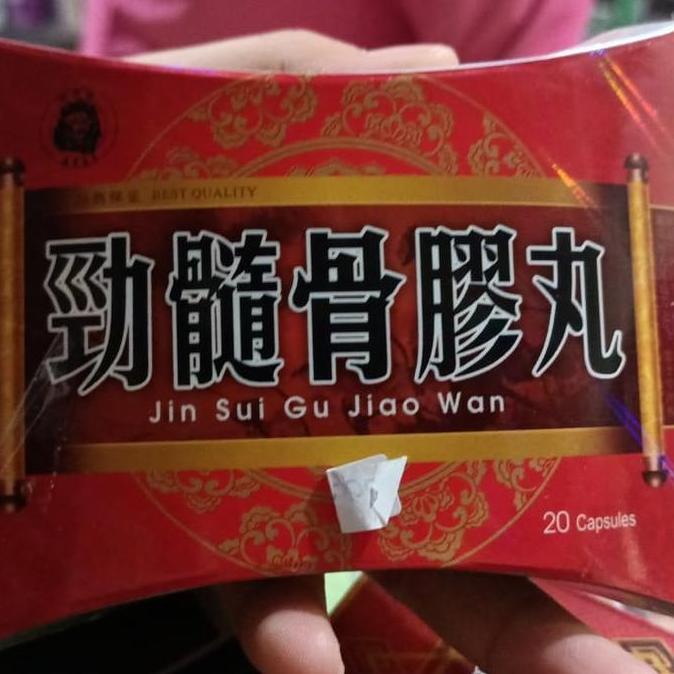 BEST QUALITY
勁髓骨膠丸
Jin Sui Gu Jiao Wan
20 Capsules